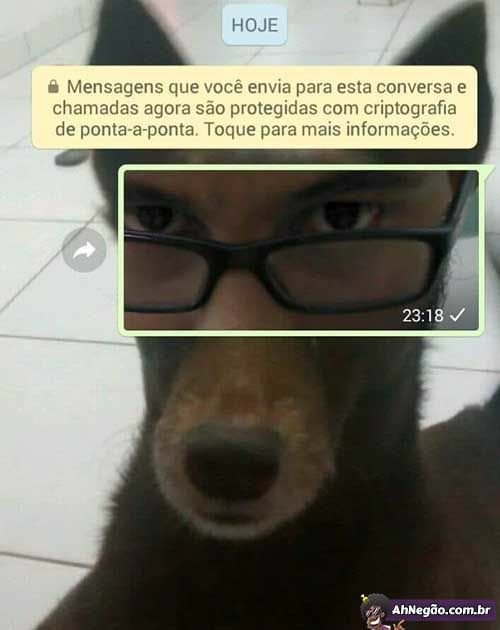 HOJE
Mensagens que você envia para esta conversa e
chamadas agora são protegidas com criptografia
de ponta-a-ponta. Toque para mais informações.
23:18
AhNegão.com.br